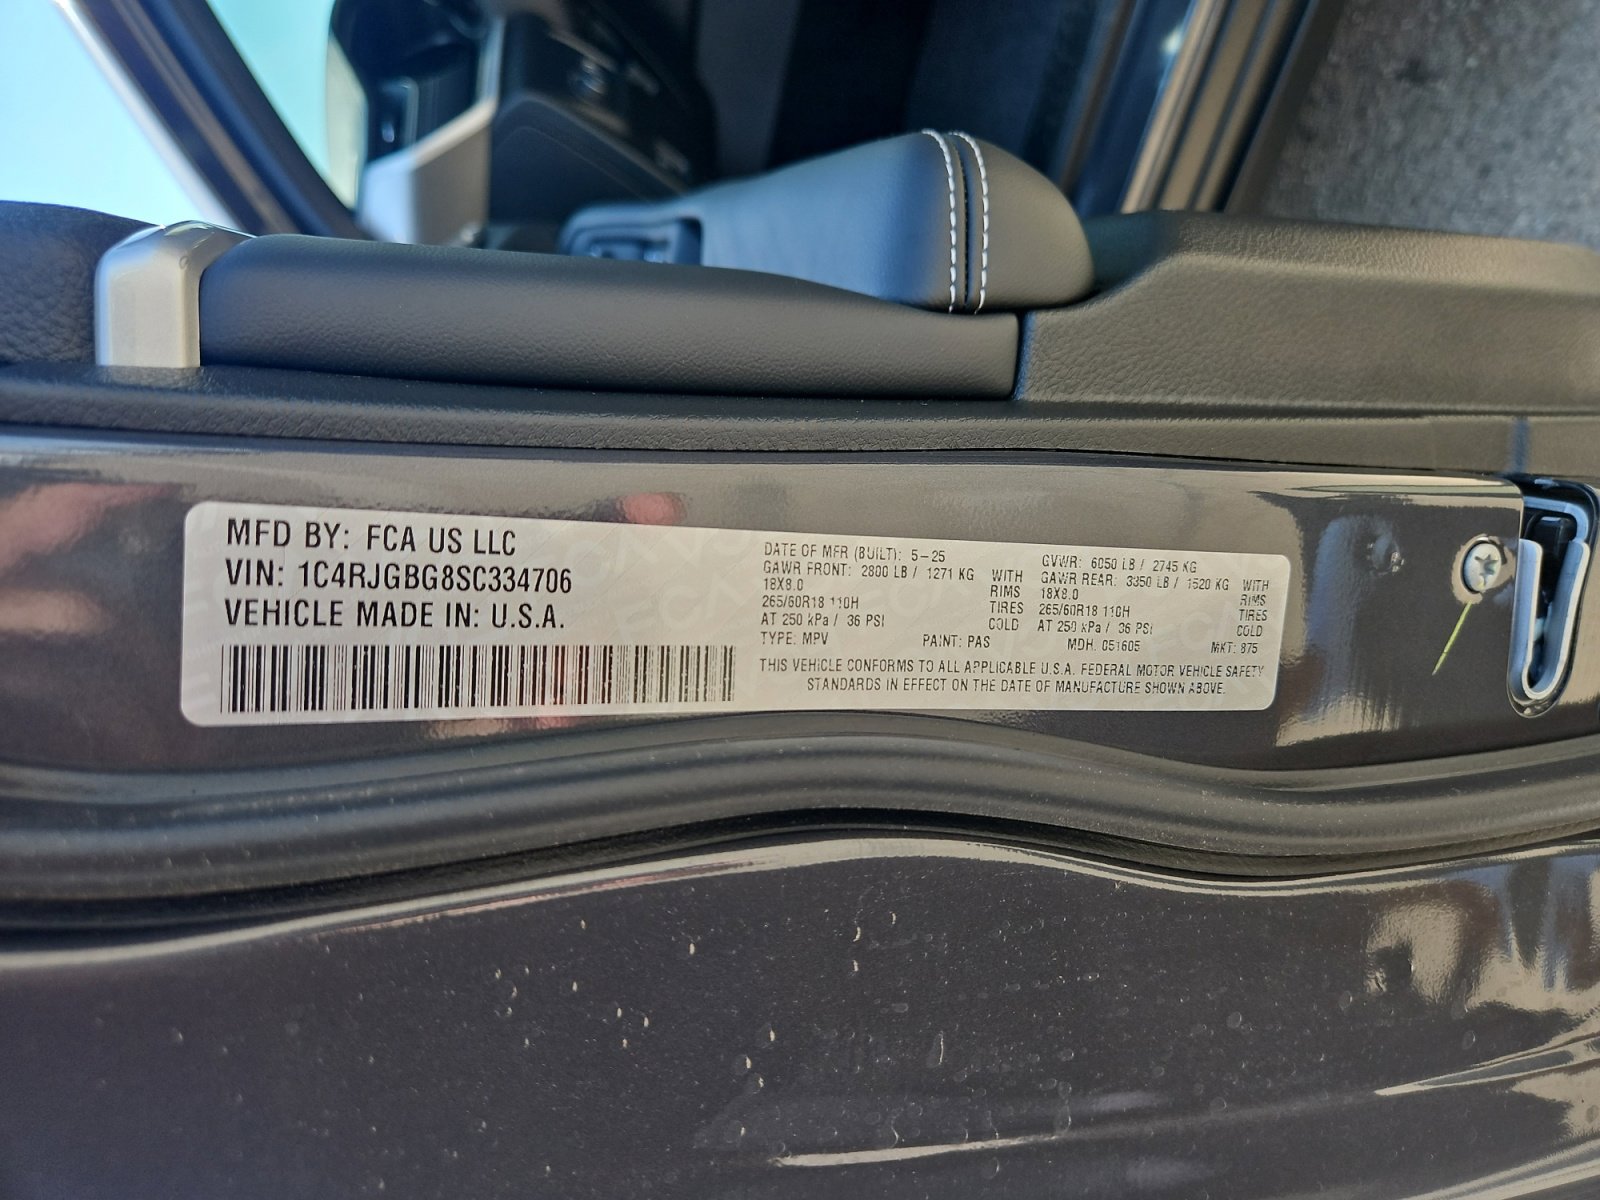 MFD BY: FCA US LLC
VIN: 1C4RJGBG8SC334706
VEHICLE MADE IN: U.S.A.
DATE OF MFR (BUILT): 5-25
GVWR: 6050 LB / 2745 KG
GAWR FRONT: 2800 LB / 1271 KG WITH
GAWR REAR: 3350 LB / 1520 KG WITH
18X8.0 RIMS
18X8.0 RIMS
265/60R18 110H TIRES
265/60R18 110H TIRES
AT 250 kPa / 36 PSI COLD
AT 250 kPa / 36 PSI COLD
TYPE: MPV PAINT: PAS MDH: 051605 MKT: 875
THIS VEHICLE CONFORMS TO ALL APPLICABLE U.S.A. FEDERAL MOTOR VEHICLE SAFETY
STANDARDS IN EFFECT ON THE DATE OF MANUFACTURE SHOWN ABOVE.